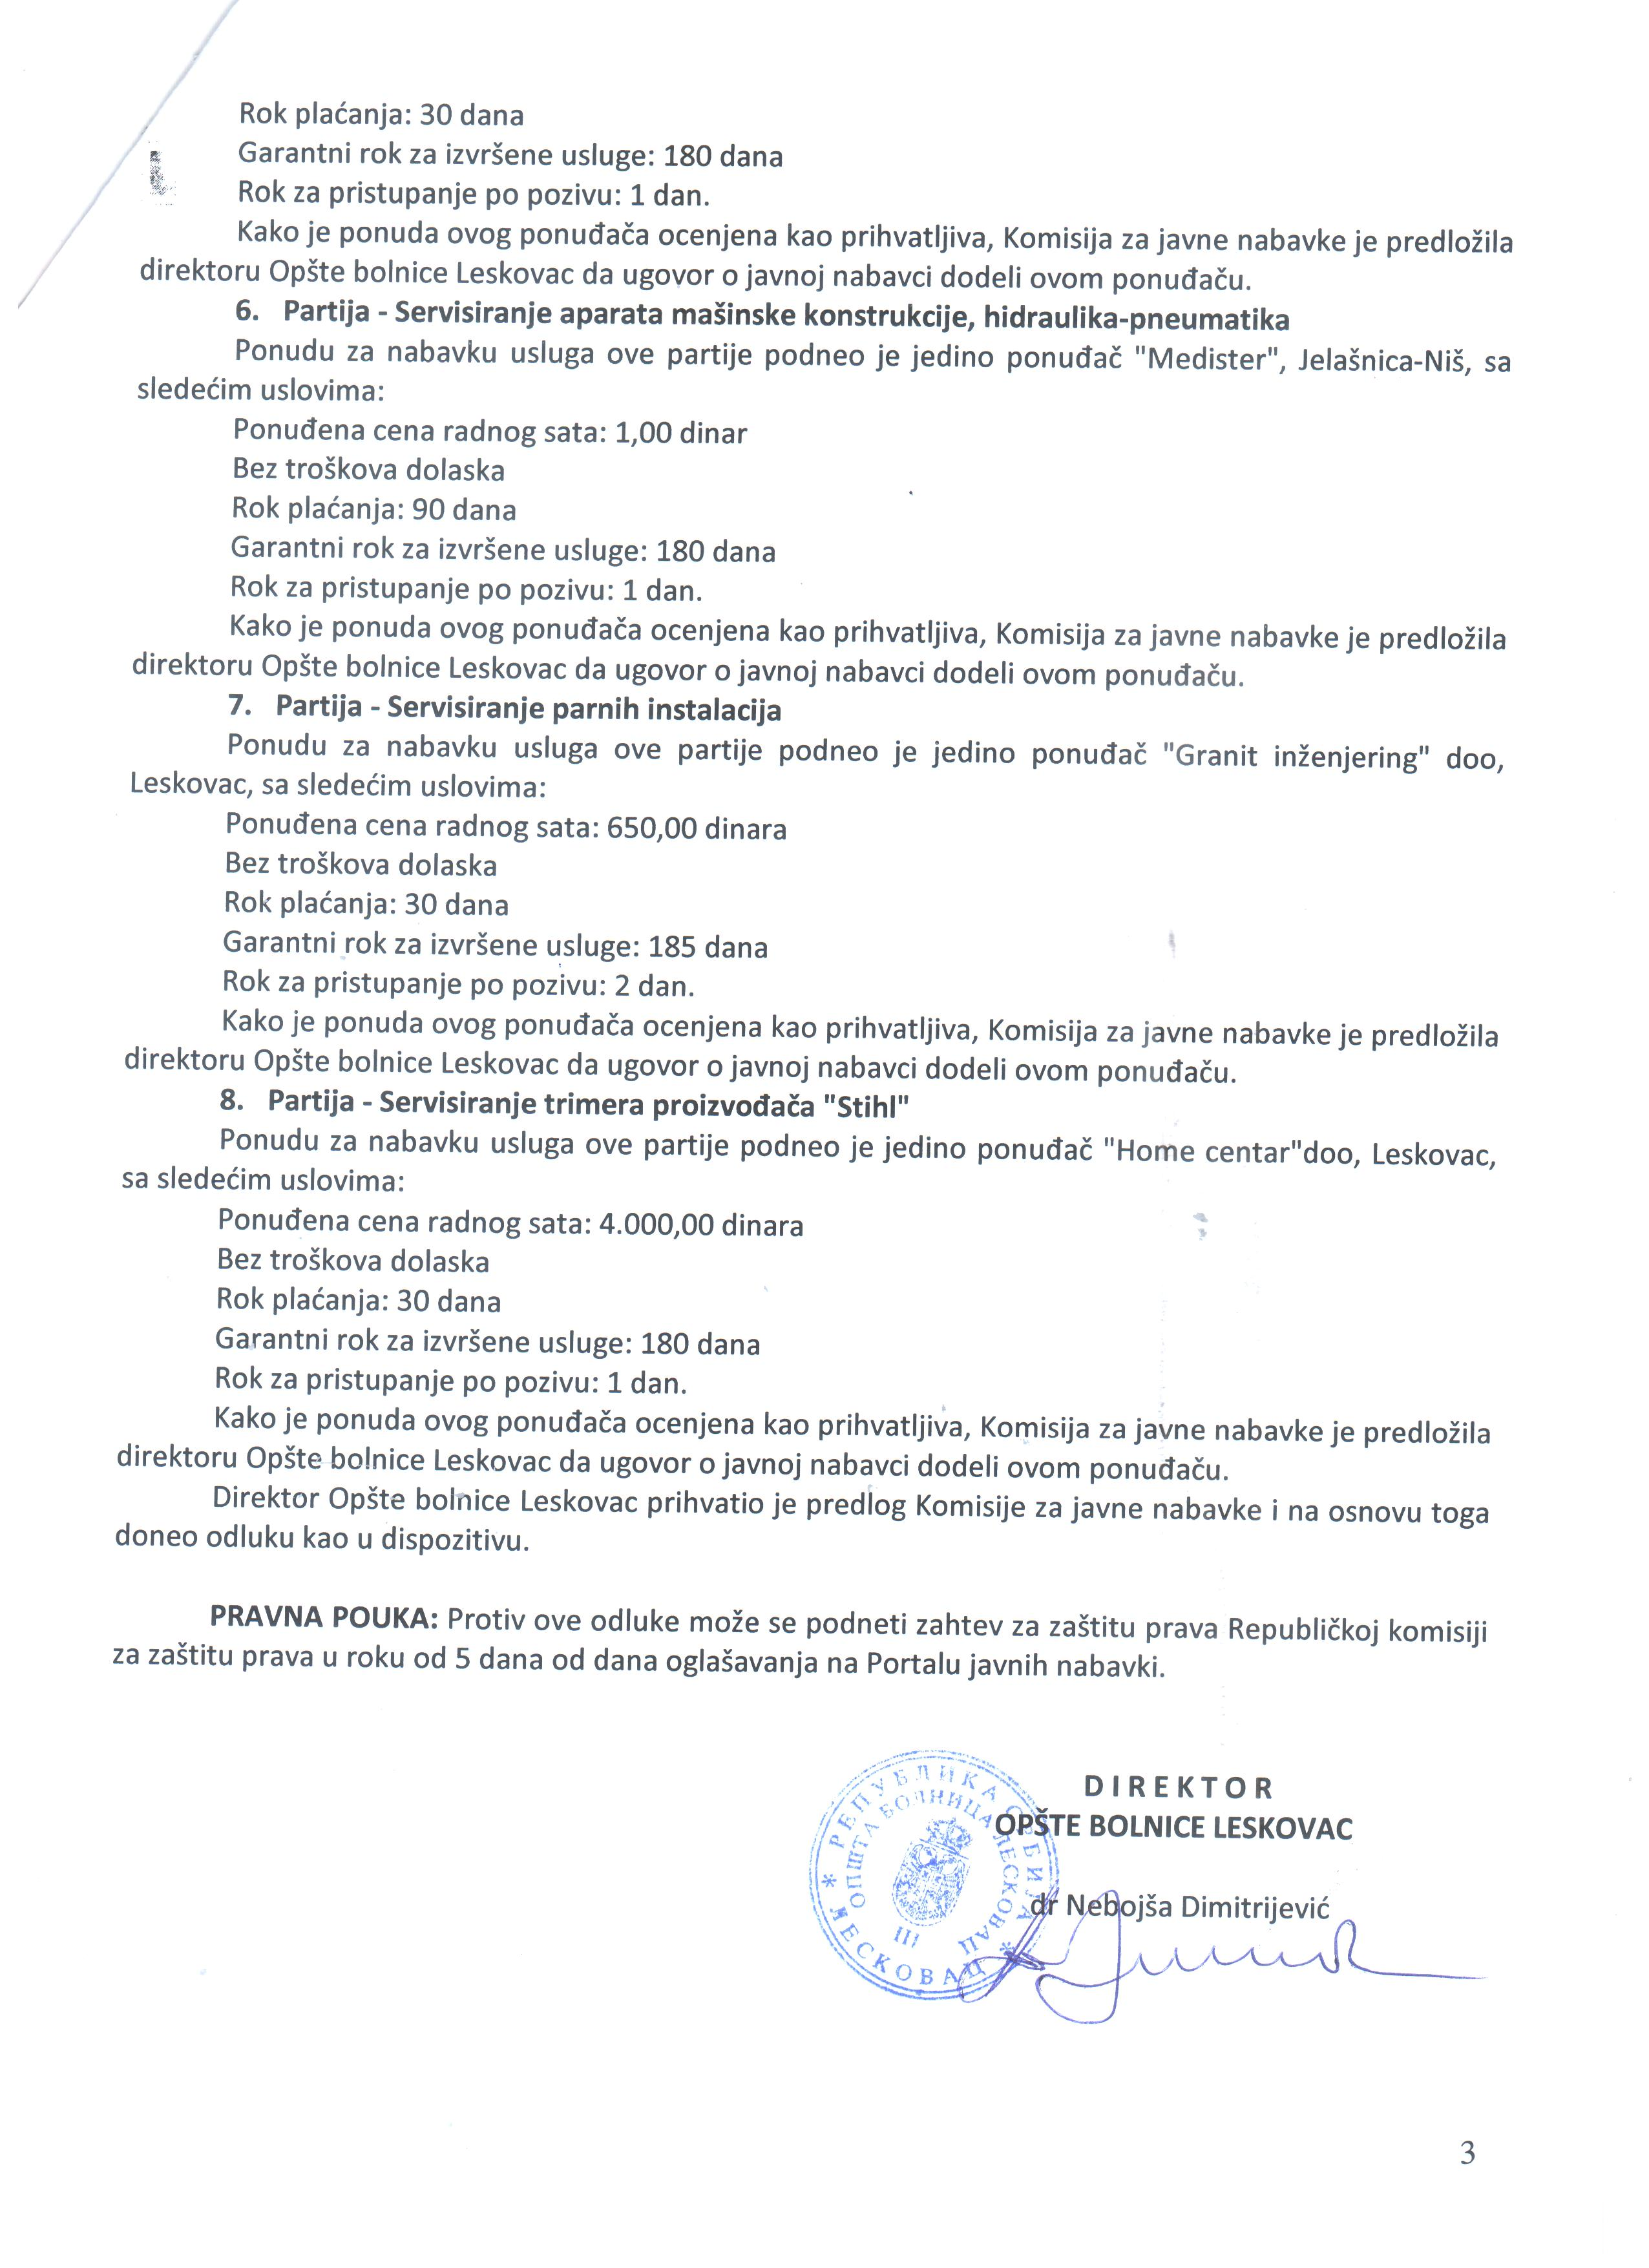 Rok plaćanja: 30 dana
Garantni rok za izvršene usluge: 180 dana
Rok za pristupanje po pozivu: 1 dan.
Kako je ponuda ovog ponuđača ocenjena kao prihvatljiva, Komisija za javne nabavke je predložila
direktoru Opšte bolnice Leskovac da ugovor o javnoj nabavci dodeli ovom ponuđaču.
6. Partija - Servisiranje aparata mašinske konstrukcije, hidraulika-pneumatika
Ponudu za nabavku usluga ove partije podneo je jedino ponuđač "Medister", Jelašnica-Niš, sa
sledećim uslovima:
Ponuđena cena radnog sata: 1,00 dinar
Bez troškova dolaska
Rok plaćanja: 90 dana
Garantni rok za izvršene usluge: 180 dana
Rok za pristupanje po pozivu: 1 dan.
Kako je ponuda ovog ponuđača ocenjena kao prihvatljiva, Komisija za javne nabavke je predložila
direktoru Opšte bolnice Leskovac da ugovor o javnoj nabavci dodeli ovom ponuđaču.
7. Partija - Servisiranje parnih instalacija
Ponudu za nabavku usluga ove partije podneo je jedino ponuđač "Granit inženjering" doo,
Leskovac, sa sledećim uslovima:
Ponuđena cena radnog sata: 650,00 dinara
Bez troškova dolaska
Rok plaćanja: 30 dana
Garantni rok za izvršene usluge: 185 dana
Rok za pristupanje po pozivu: 2 dan.
Kako je ponuda ovog ponuđača ocenjena kao prihvatljiva, Komisija za javne nabavke je predložila
direktoru Opšte bolnice Leskovac da ugovor o javnoj nabavci dodeli ovom ponuđaču.
8. Partija - Servisiranje trimera proizvođača "Stihl"
Ponudu za nabavku usluga ove partije podneo je jedino ponuđač "Home centar"doo, Leskovac,
sa sledećim uslovima:
Ponuđena cena radnog sata: 4.000,00 dinara
Bez troškova dolaska
Rok plaćanja: 30 dana
Garantni rok za izvršene usluge: 180 dana
Rok za pristupanje po pozivu: 1 dan.
Kako je ponuda ovog ponuđača ocenjena kao prihvatljiva, Komisija za javne nabavke je predložila
direktoru Opšte bolnice Leskovac da ugovor o javnoj nabavci dodeli ovom ponuđaču.
Direktor Opšte bolnice Leskovac prihvatio je predlog Komisije za javne nabavke i na osnovu toga
doneo odluku kao u dispozitivu.
PRAVNA POUKA: Protiv ove odluke može se podneti zahtev za zaštitu prava Republičkoj komisiji
za zaštitu prava u roku od 5 dana od dana oglašavanja na Portalu javnih nabavki.
D I R E K T O R
OPŠTE BOLNICE LESKOVAC
dr Nebojša Dimitrijević
РЕПУБЛИКА СРБИЈА
ОПШТА БОЛНИЦА ЛЕСКОВАЦ
III
* ЛЕСКОВАЦ *
3